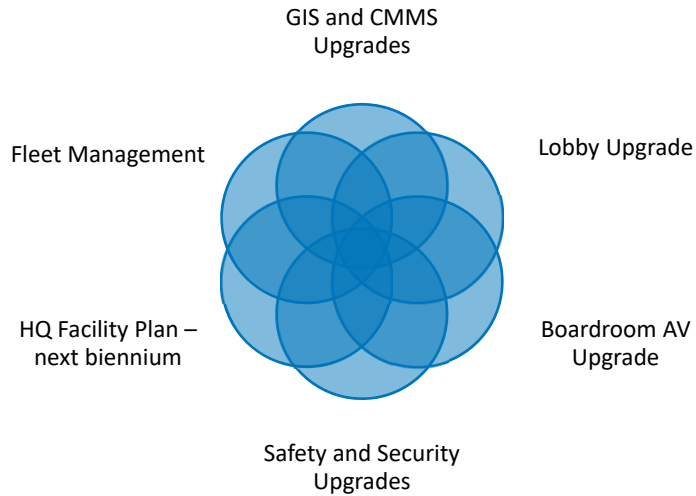 GIS and CMMS
Upgrades
Fleet Management
Lobby Upgrade
HQ Facility Plan –
next biennium
Boardroom AV
Upgrade
Safety and Security
Upgrades